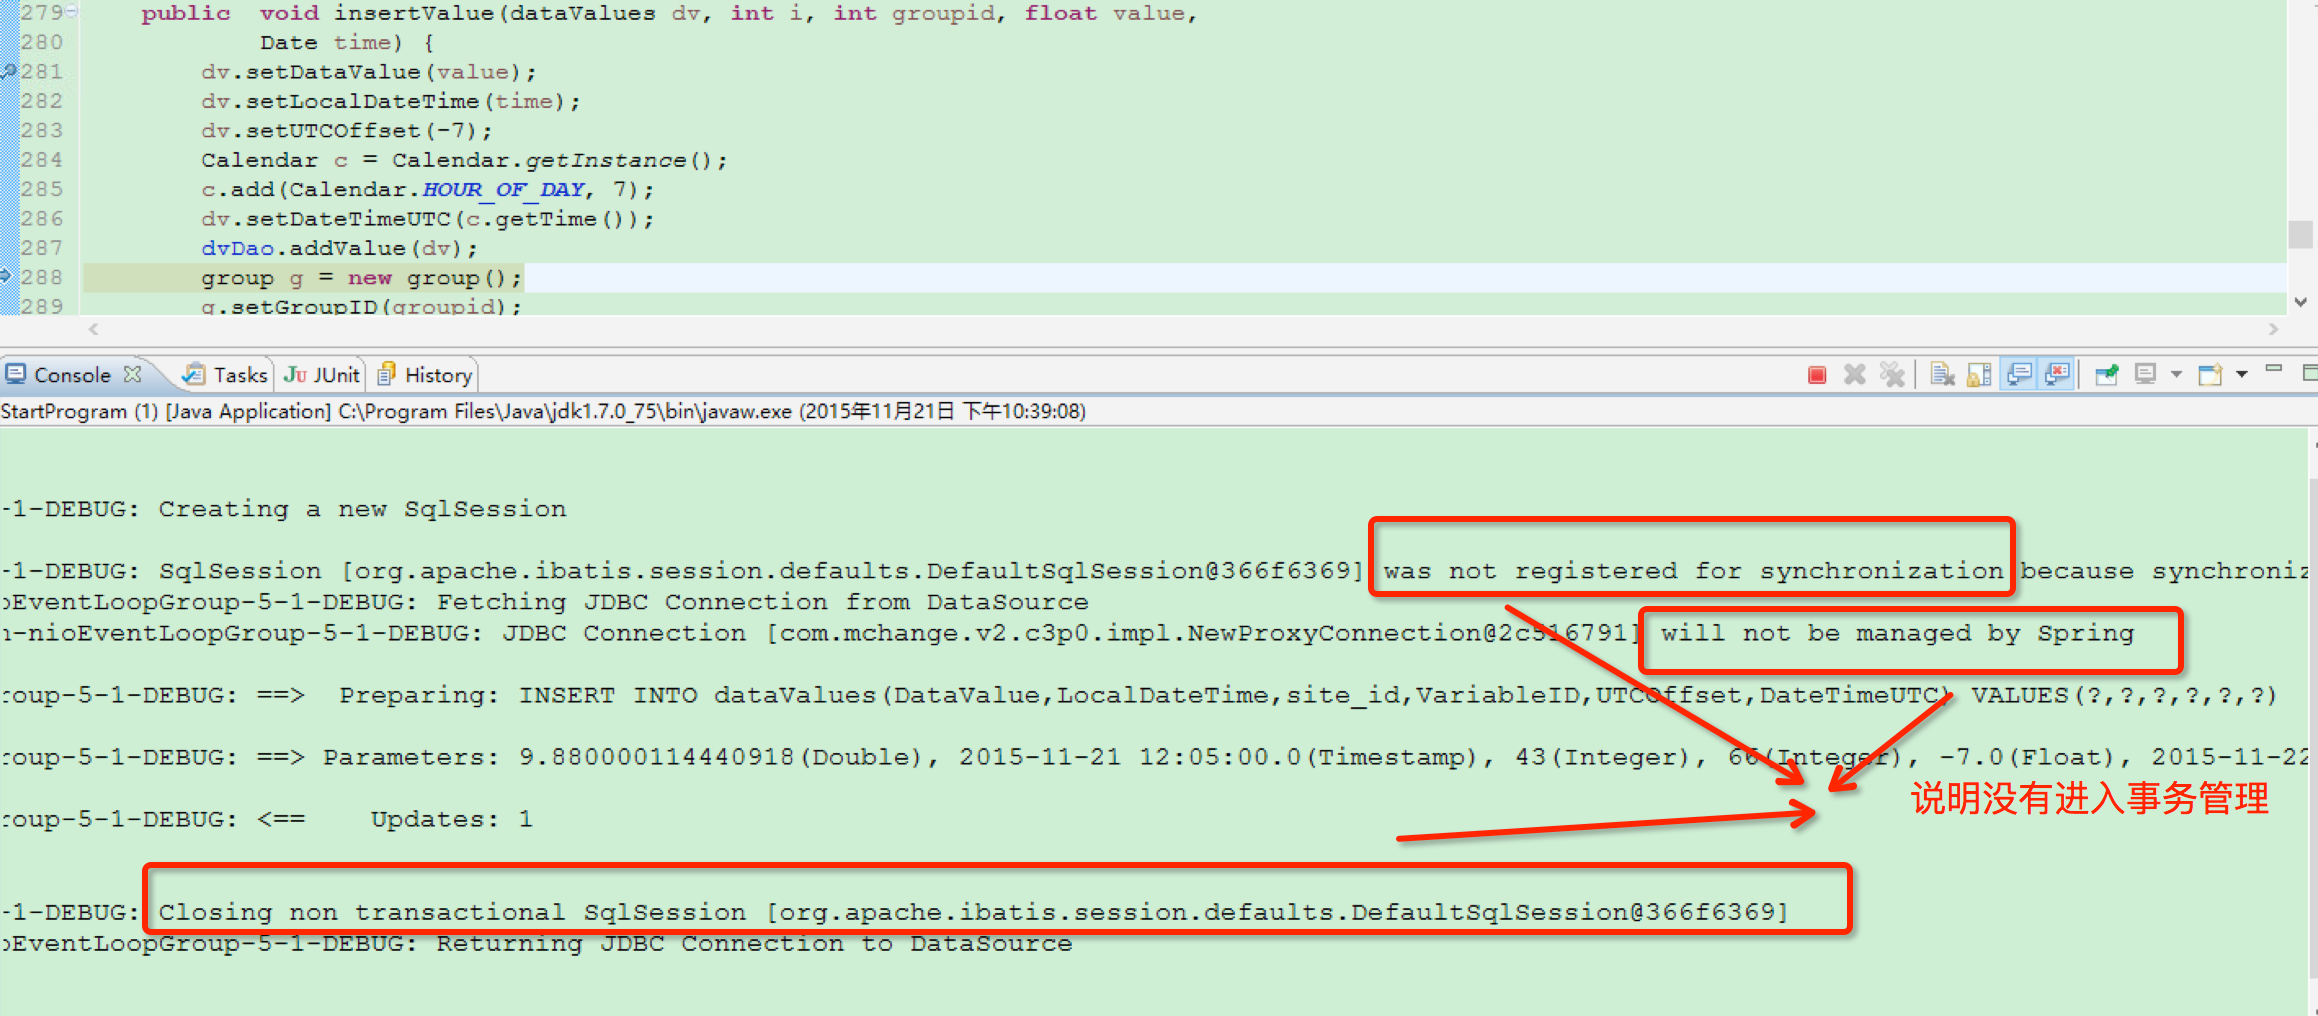 279 public void insertValue(dataValues dv, int i, int groupid, float value,
280 Date time) {
281 dv.setDataValue(value);
282 dv.setLocalDateTime(time);
283 dv.setUTCOffset(-7);
284 Calendar c = Calendar.getInstance();
285 c.add(Calendar.HOUR_OF_DAY, 7);
286 dv.setDateTimeUTC(c.getTime());
287 dvDao.addValue(dv);
288 group g = new group();
289 g.setGroupID(groupid);
Console Tasks JUnit History
StartProgram (1) [Java Application] C:\Program Files\Java\jdk1.7.0_75\bin\javaw.exe (2015年11月21日 下午10:39:08)
-1-DEBUG: Creating a new SqlSession
-1-DEBUG: SqlSession [org.apache.ibatis.session.defaults.DefaultSqlSession@366f6369] was not registered for synchronization because synchroniz
oEventLoopGroup-5-1-DEBUG: Fetching JDBC Connection from DataSource
n-nioEventLoopGroup-5-1-DEBUG: JDBC Connection [com.mchange.v2.c3p0.impl.NewProxyConnection@2c516791] will not be managed by Spring
roup-5-1-DEBUG: ==> Preparing: INSERT INTO dataValues(DataValue,LocalDateTime,site_id,VariableID,UTCOffset,DateTimeUTC) VALUES(?,?,?,?,?,?)
roup-5-1-DEBUG: ==> Parameters: 9.880000114440918(Double), 2015-11-21 12:05:00.0(Timestamp), 43(Integer), 66(Integer), -7.0(Float), 2015-11-22
说明没有进入事务管理
roup-5-1-DEBUG: <== Updates: 1
-1-DEBUG: Closing non transactional SqlSession [org.apache.ibatis.session.defaults.DefaultSqlSession@366f6369]
oEventLoopGroup-5-1-DEBUG: Returning JDBC Connection to DataSource